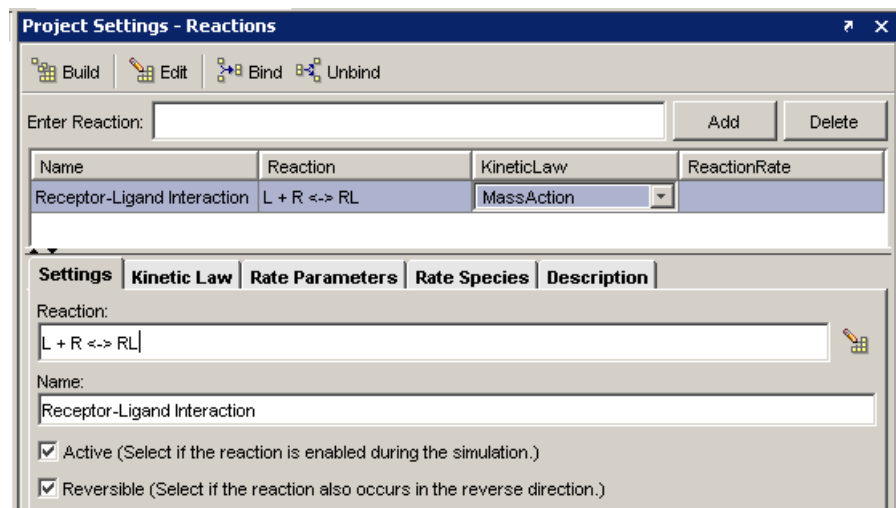 Project Settings - Reactions
Build Edit Bind Unbind
Enter Reaction: Add Delete
Name Reaction KineticLaw ReactionRate
Receptor-Ligand Interaction L + R <-> RL MassAction
Settings Kinetic Law Rate Parameters Rate Species Description
Reaction:
L + R <-> RL
Name:
Receptor-Ligand Interaction
Active (Select if the reaction is enabled during the simulation.)
Reversible (Select if the reaction also occurs in the reverse direction.)